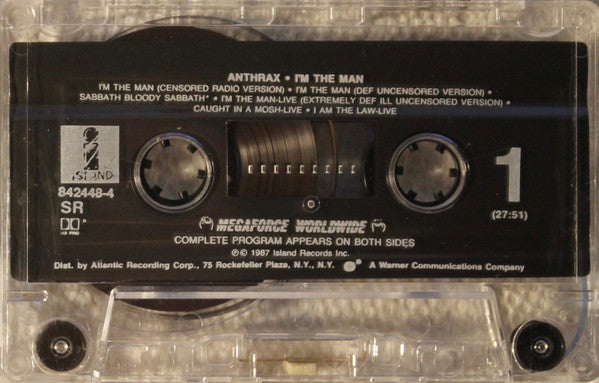 ANTHRAX • I'M THE MAN
I'M THE MAN (CENSORED RADIO VERSION) • I'M THE MAN (DEF UNCENSORED VERSION) •
SABBATH BLOODY SABBATH* • I'M THE MAN-LIVE (EXTREMELY DEF ILL UNCENSORED VERSION) •
CAUGHT IN A MOSH-LIVE • I AM THE LAW-LIVE
ISLAND
842448-4
SR
1
(27:51)
MEGAFORCE WORLDWIDE
COMPLETE PROGRAM APPEARS ON BOTH SIDES
℗© 1987 Island Records Inc.
Dist. by Atlantic Recording Corp., 75 Rockefeller Plaza, N.Y., N.Y. A Warner Communications Company